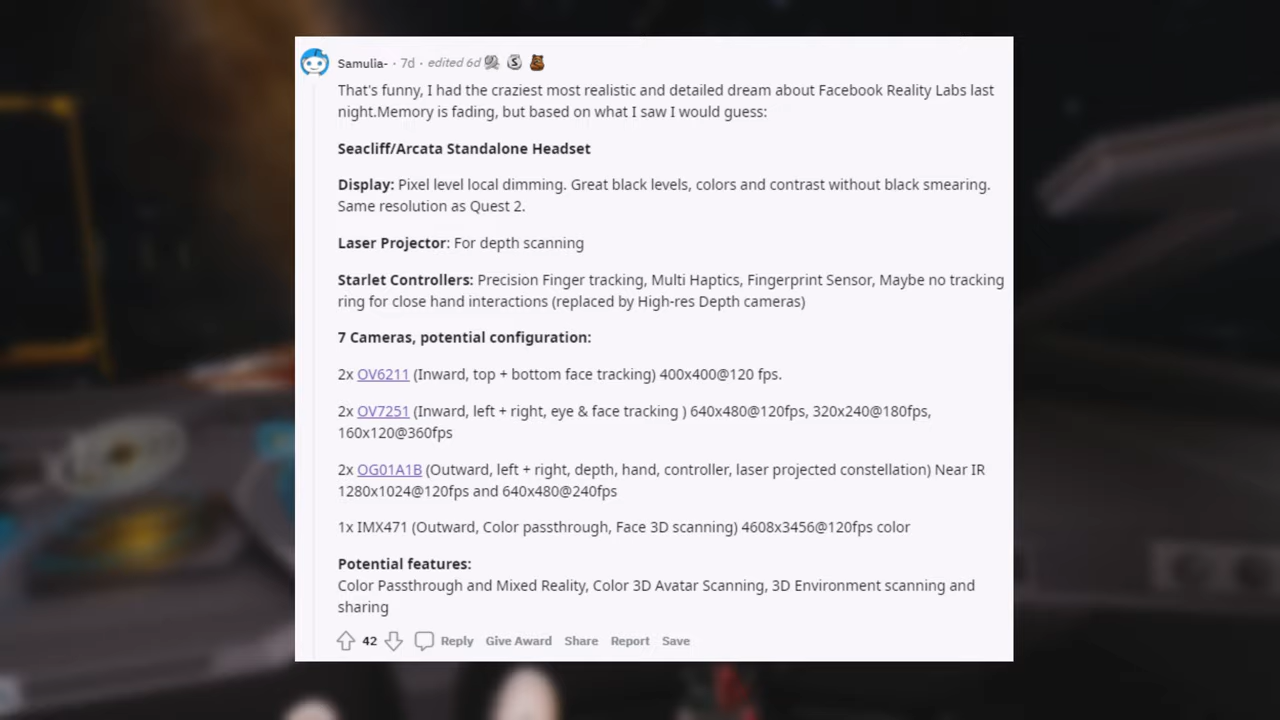 Samulia- · 7d · edited 6d
That's funny, I had the craziest most realistic and detailed dream about Facebook Reality Labs last
night.Memory is fading, but based on what I saw I would guess:
Seacliff/Arcata Standalone Headset
Display: Pixel level local dimming. Great black levels, colors and contrast without black smearing.
Same resolution as Quest 2.
Laser Projector: For depth scanning
Starlet Controllers: Precision Finger tracking, Multi Haptics, Fingerprint Sensor, Maybe no tracking
ring for close hand interactions (replaced by High-res Depth cameras)
7 Cameras, potential configuration:
2x OV6211 (Inward, top + bottom face tracking) 400x400@120 fps.
2x OV7251 (Inward, left + right, eye & face tracking ) 640x480@120fps, 320x240@180fps,
160x120@360fps
2x OG01A1B (Outward, left + right, depth, hand, controller, laser projected constellation) Near IR
1280x1024@120fps and 640x480@240fps
1x IMX471 (Outward, Color passthrough, Face 3D scanning) 4608x3456@120fps color
Potential features:
Color Passthrough and Mixed Reality, Color 3D Avatar Scanning, 3D Environment scanning and
sharing
42 Reply Give Award Share Report Save